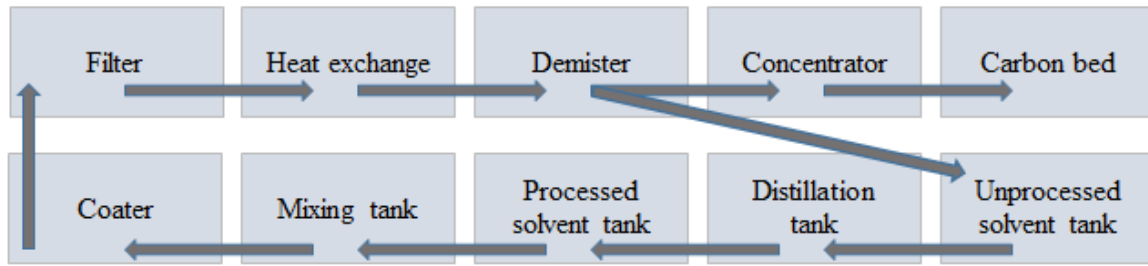 Filter
Heat exchange
Demister
Concentrator
Carbon bed
Coater
Mixing tank
Processed
solvent tank
Distillation
tank
Unprocessed
solvent tank